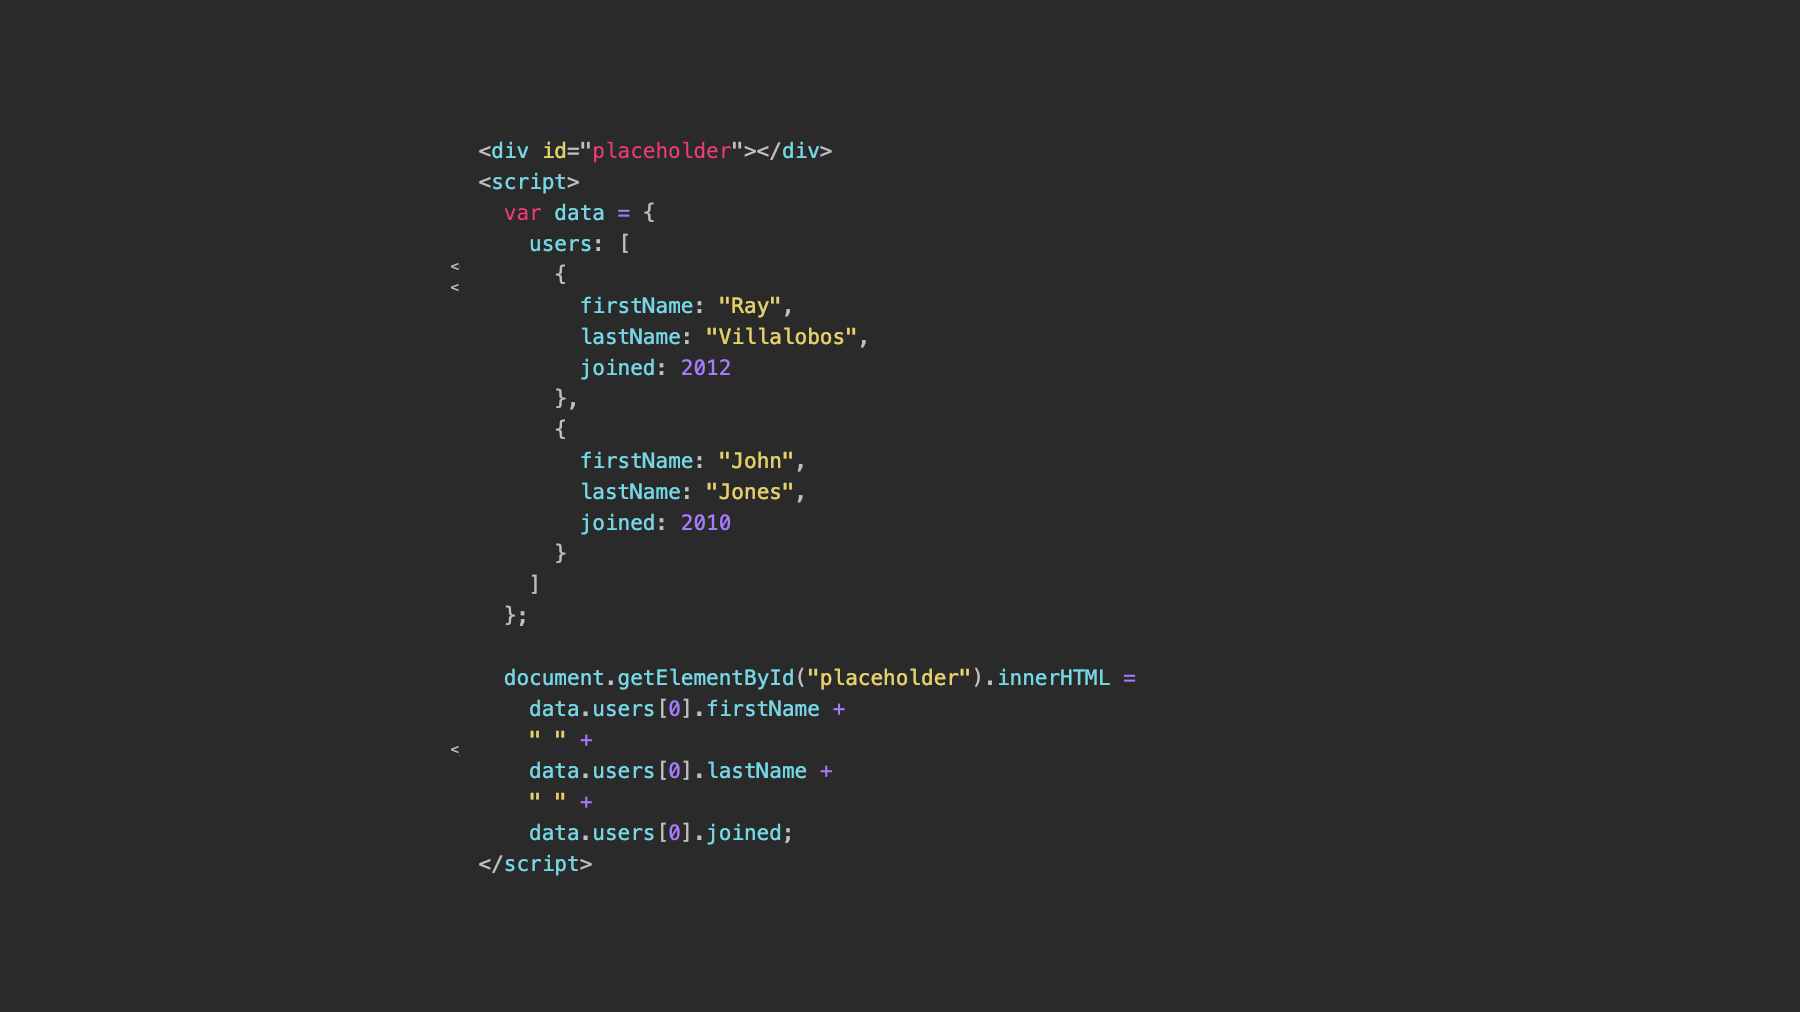 <div id="placeholder"></div>
<script>
  var data = {
    users: [
<
      {
<
        firstName: "Ray",
        lastName: "Villalobos",
        joined: 2012
      },
      {
        firstName: "John",
        lastName: "Jones",
        joined: 2010
      }
    ]
  };

  document.getElementById("placeholder").innerHTML =
    data.users[0].firstName +
    " " +
<
    data.users[0].lastName +
    " " +
    data.users[0].joined;
</script>